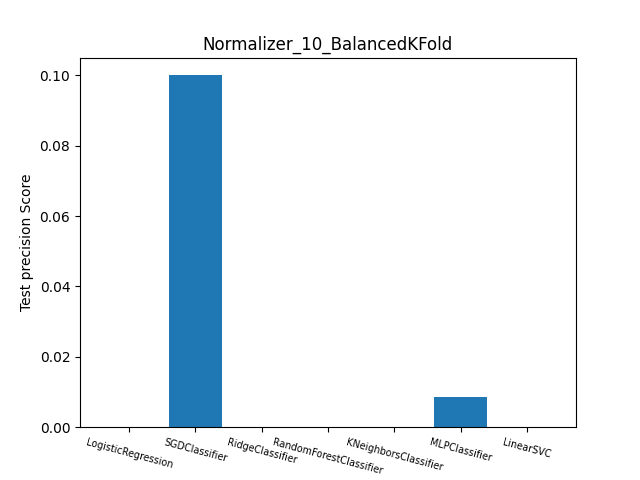 Normalizer_10_BalancedKFold
Test precision Score
0.10
0.08
0.06
0.04
0.02
0.00
LogisticRegression
SGDClassifier
RidgeClassifier
RandomForestClassifier
KNeighborsClassifier
MLPClassifier
LinearSVC